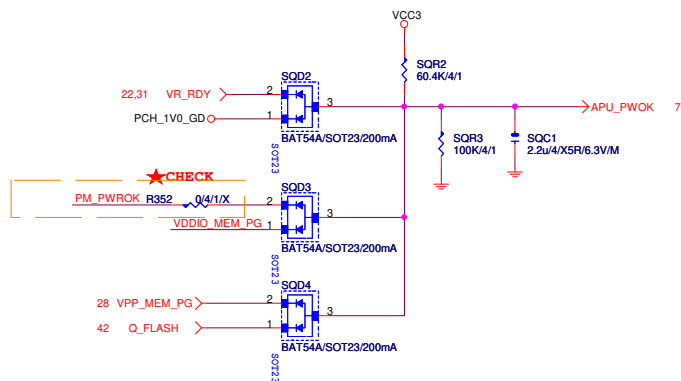 VCC3
SQR2
60.4K/4/1
SQD2
22,31 VR_RDY 2
3
PCH_1V0_GD 1
APU_PWOK 7
BAT54A/SOT23/200mA
SOT23
SQR3
100K/4/1
SQC1
2.2u/4/X5R/6.3V/M
CHECK
SQD3
PM_PWROK R352 0/4/1/X 2
3
VDDIO_MEM_PG 1
BAT54A/SOT23/200mA
SOT23
SQD4
28 VPP_MEM_PG 2
3
42 Q_FLASH 1
BAT54A/SOT23/200mA
SOT23